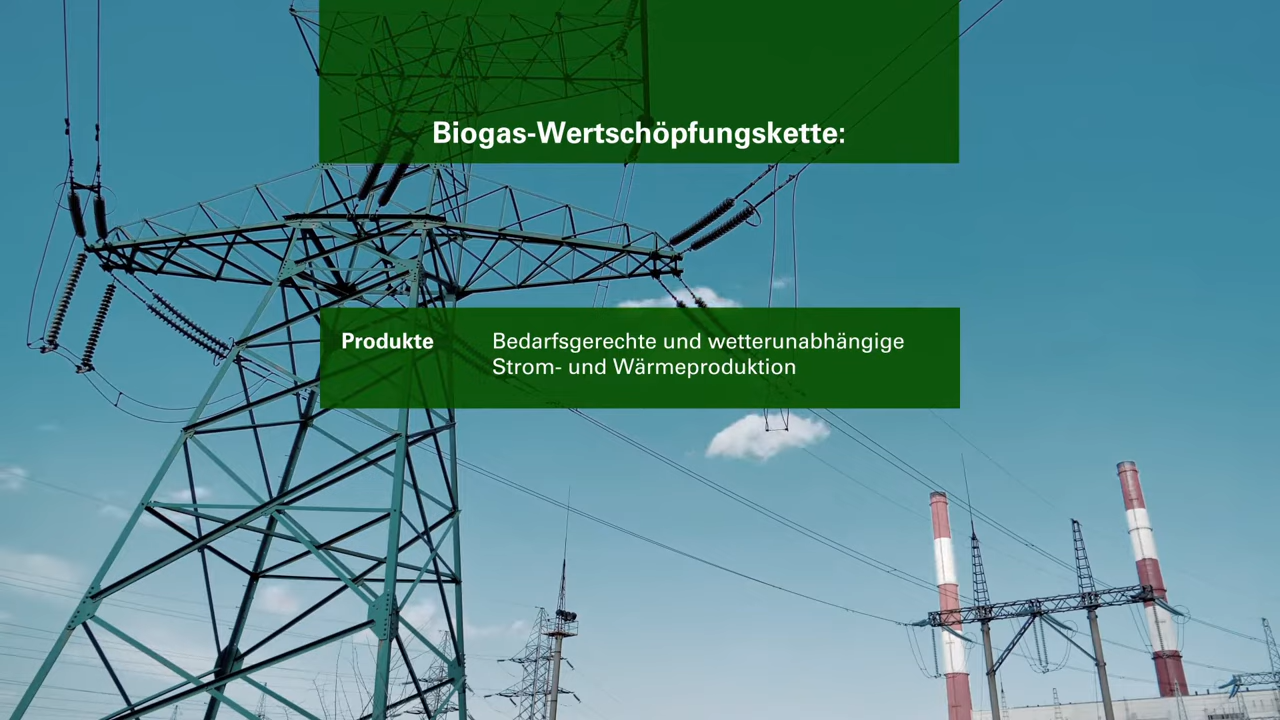 Biogas-Wertschöpfungskette:
Produkte Bedarfsgerechte und wetterunabhängige
Strom- und Wärmeproduktion